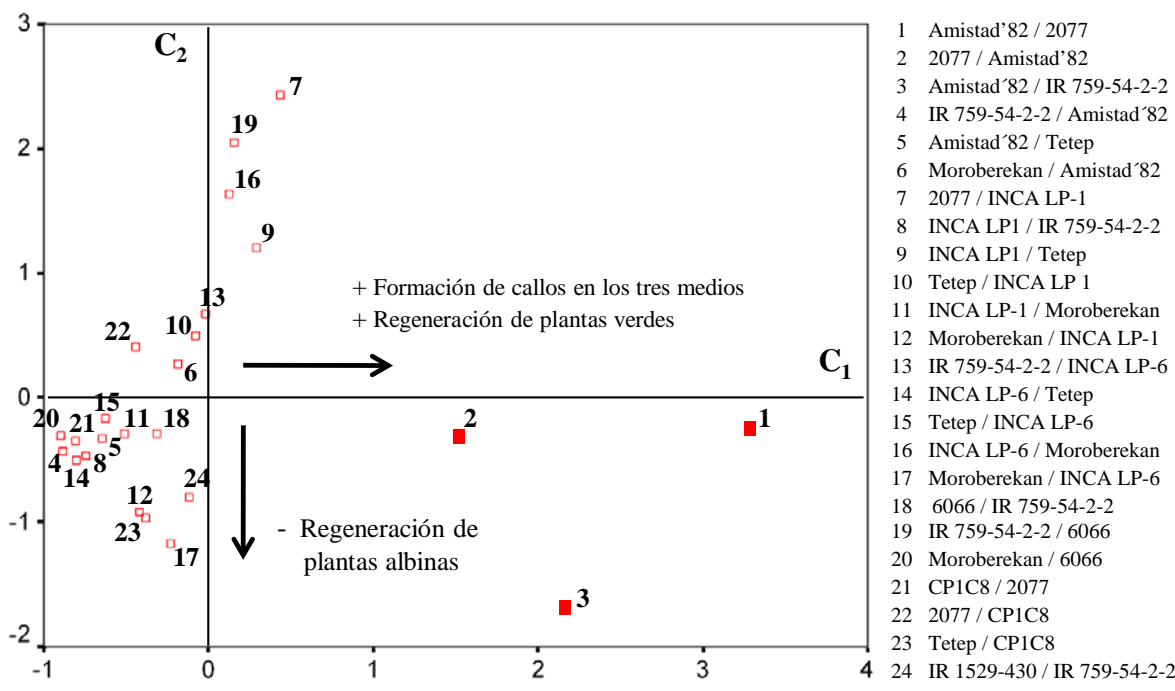 3
2
1
0
-1
-2
-1
0
1
2
3
4
C2
C1
7
19
16
9
13
10
22
6
+ Formación de callos en los tres medios
+ Regeneración de plantas verdes
15
20
21
11
18
5
4
14
8
12
24
23
17
2
1
3
- Regeneración de
plantas albinas
1 Amistad’82 / 2077
2 2077 / Amistad’82
3 Amistad´82 / IR 759-54-2-2
4 IR 759-54-2-2 / Amistad´82
5 Amistad´82 / Tetep
6 Moroberekan / Amistad´82
7 2077 / INCA LP-1
8 INCA LP1 / IR 759-54-2-2
9 INCA LP1 / Tetep
10 Tetep / INCA LP 1
11 INCA LP-1 / Moroberekan
12 Moroberekan / INCA LP-1
13 IR 759-54-2-2 / INCA LP-6
14 INCA LP-6 / Tetep
15 Tetep / INCA LP-6
16 INCA LP-6 / Moroberekan
17 Moroberekan / INCA LP-6
18 6066 / IR 759-54-2-2
19 IR 759-54-2-2 / 6066
20 Moroberekan / 6066
21 CP1C8 / 2077
22 2077 / CP1C8
23 Tetep / CP1C8
24 IR 1529-430 / IR 759-54-2-2